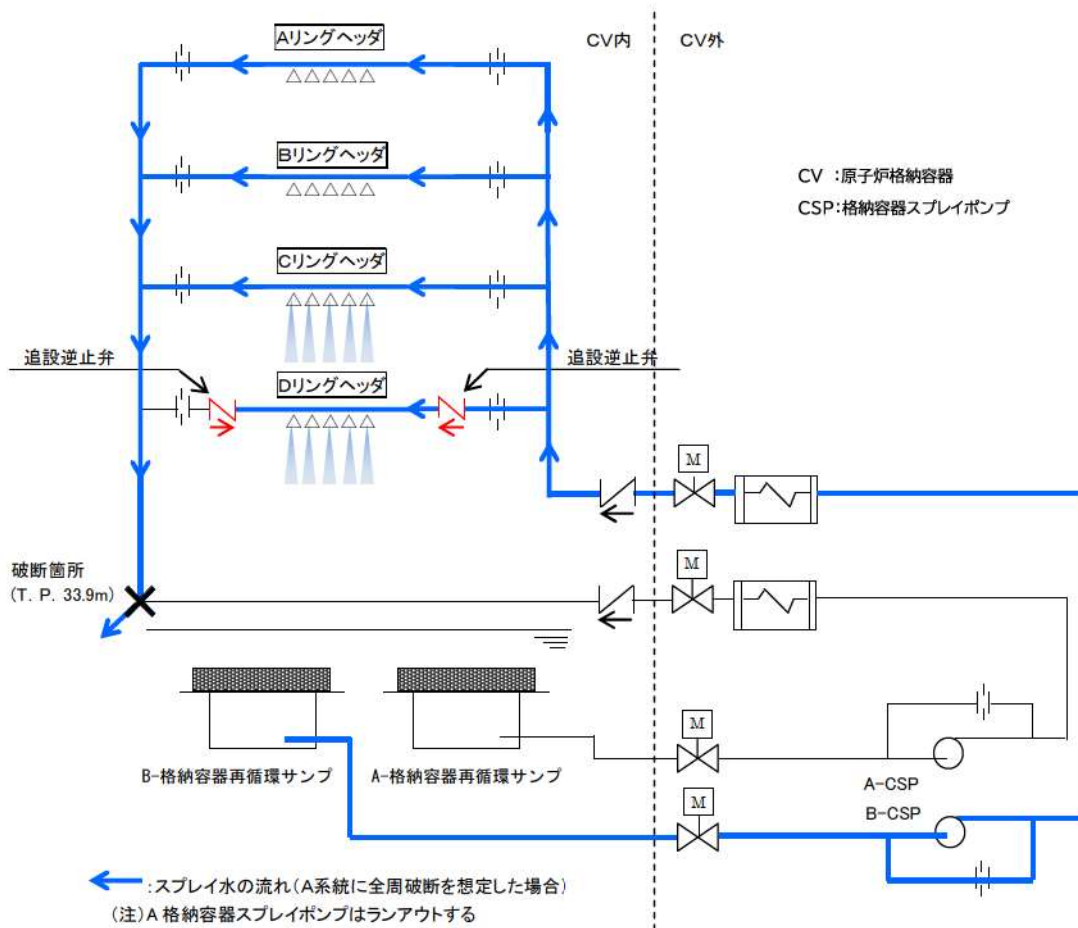 Aリングヘッダ
CV内
CV外
Bリングヘッダ
CV :原子炉格納容器
CSP:格納容器スプレイポンプ
Cリングヘッダ
追設逆止弁
追設逆止弁
Dリングヘッダ
M
破断箇所
(T. P. 33.9m)
M
M
B-格納容器再循環サンプ
A-格納容器再循環サンプ
A-CSP
B-CSP
M
:スプレイ水の流れ(A系統に全周破断を想定した場合)
(注)A 格納容器スプレイポンプはランアウトする